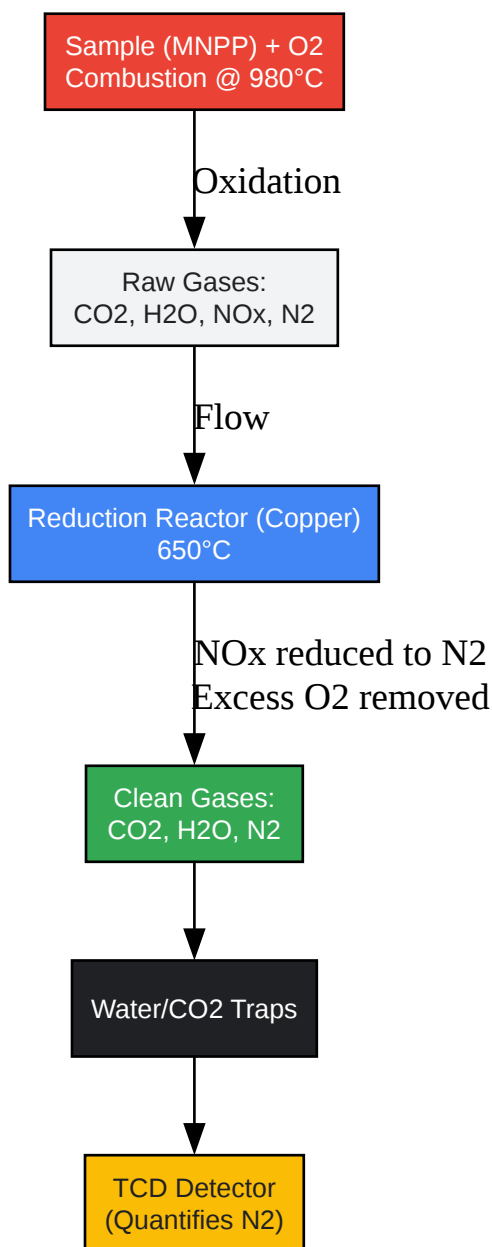 Sample (MNPP) + O2
Combustion @ 980°C
Oxidation
Raw Gases:
CO2, H2O, NOx, N2
Flow
Reduction Reactor (Copper)
650°C
NOx reduced to N2
Excess O2 removed
Clean Gases:
CO2, H2O, N2
Water/CO2 Traps
TCD Detector
(Quantifies N2)